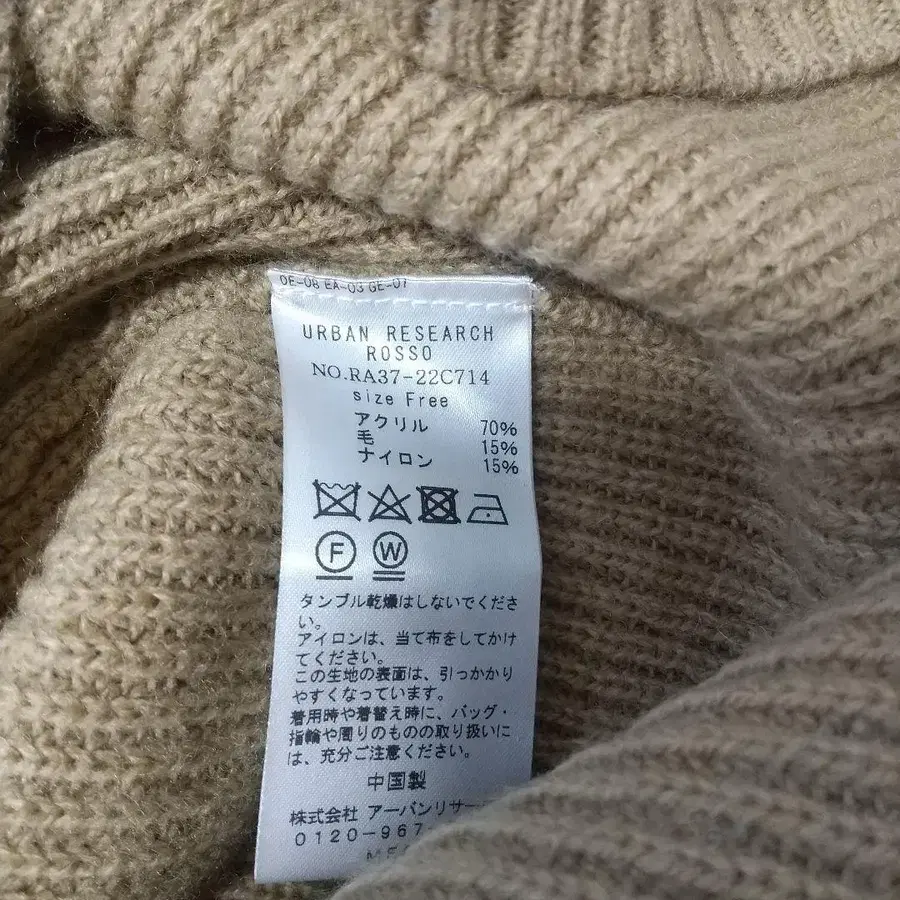 OE-08 EA-03 GE-07
URBAN RESEARCH
ROSSO
NO.RA37-22C714
size Free
アクリル 70%
毛 15%
ナイロン 15%
F W
タンブル乾燥はしないでくださ
い。
アイロンは、当て布をしてかけ
てください。
この生地の表面は、引っかかり
やすくなっています。
着用時や着替え時に、バッグ・
指輪や周りのものの取り扱いに
は、充分ご注意ください。
中国製
株式会社 アーバンリサー
0120-967